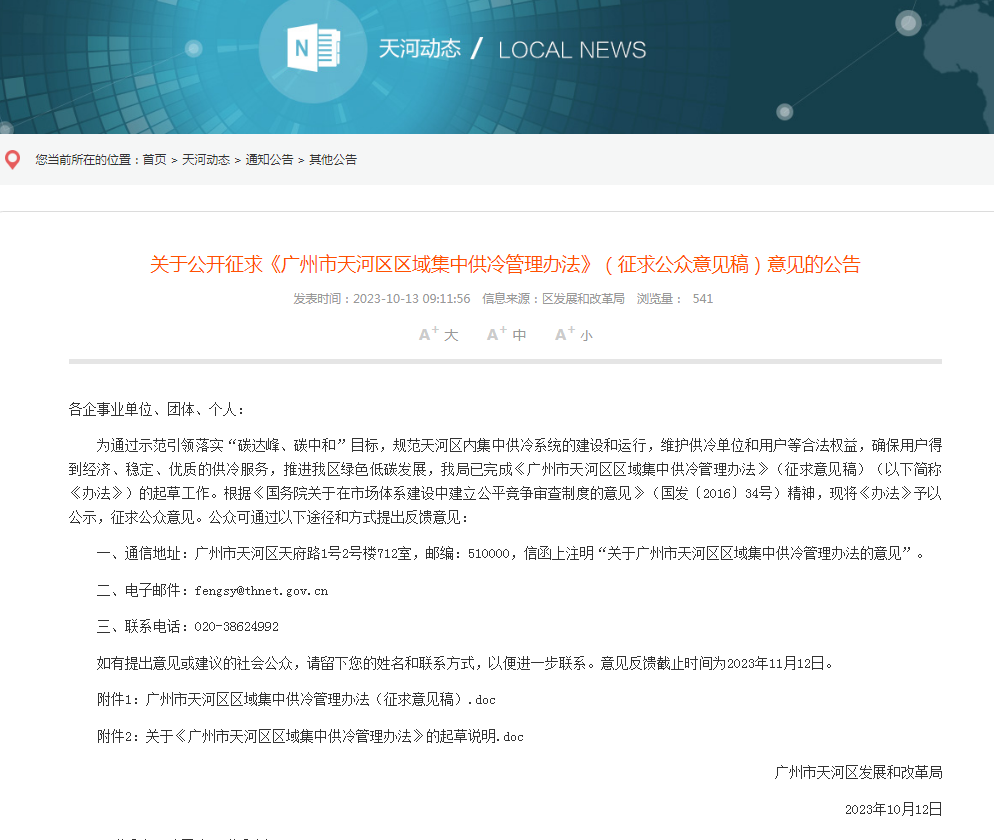 N
天河动态 / LOCAL NEWS
您当前所在的位置：首页 > 天河动态 > 通知公告 > 其他公告
关于公开征求《广州市天河区区域集中供冷管理办法》（征求公众意见稿）意见的公告
发表时间：2023-10-13 09:11:56 信息来源：区发展和改革局 浏览量： 541
A+ 大 A+ 中 A+ 小
各企事业单位、团体、个人：
为通过示范引领落实“碳达峰、碳中和”目标，规范天河区内集中供冷系统的建设和运行，维护供冷单位和用户等合法权益，确保用户得
到经济、稳定、优质的供冷服务，推进我区绿色低碳发展，我局已完成《广州市天河区区域集中供冷管理办法》（征求意见稿）（以下简称
《办法》）的起草工作。根据《国务院关于在市场体系建设中建立公平竞争审查制度的意见》（国发〔2016〕34号）精神，现将《办法》予以
公示，征求公众意见。公众可通过以下途径和方式提出反馈意见：
一、通信地址：广州市天河区天府路1号2号楼712室，邮编：510000，信函上注明“关于广州市天河区区域集中供冷管理办法的意见”。
二、电子邮件：fengsy@thnet.gov.cn
三、联系电话：020-38624992
如有提出意见或建议的社会公众，请留下您的姓名和联系方式，以便进一步联系。意见反馈截止时间为2023年11月12日。
附件1：广州市天河区区域集中供冷管理办法（征求意见稿）.doc
附件2：关于《广州市天河区区域集中供冷管理办法》的起草说明.doc
广州市天河区发展和改革局
2023年10月12日